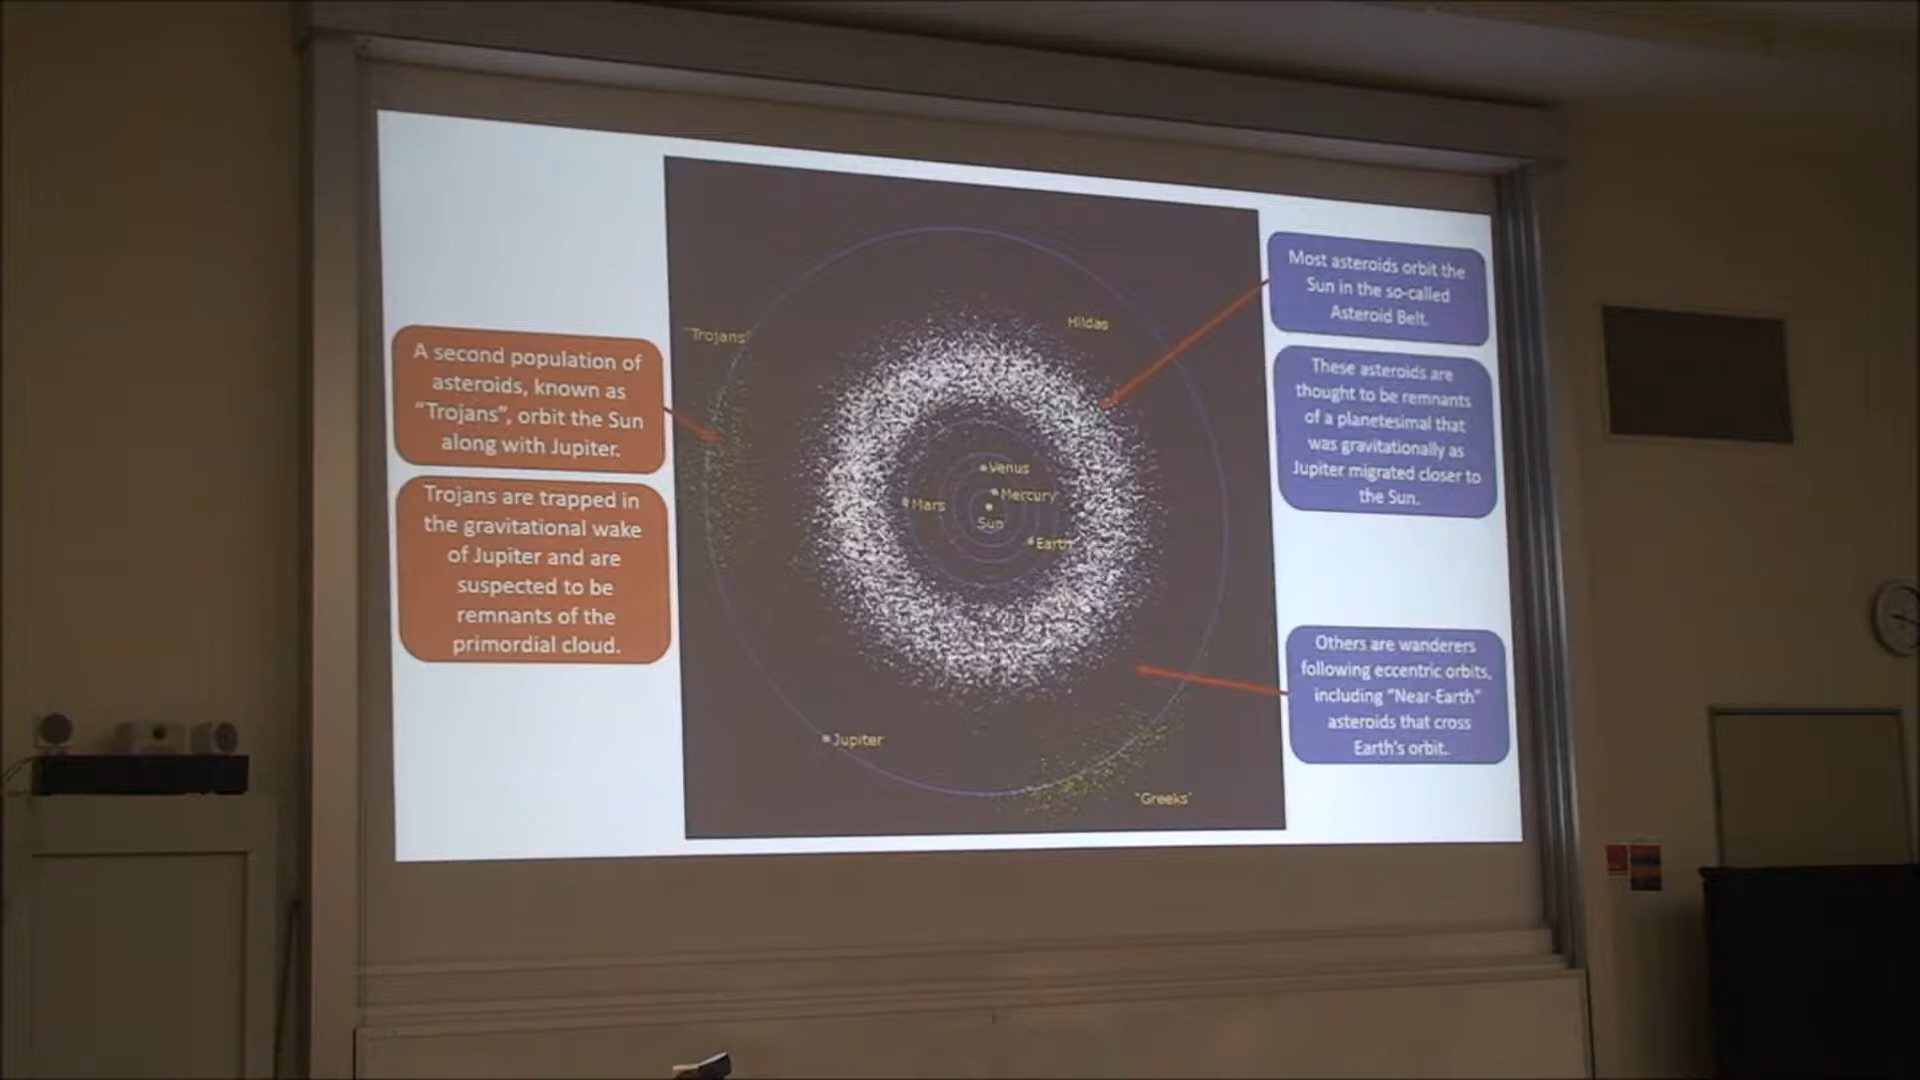 A second population of
asteroids, known as
“Trojans”, orbit the Sun
along with Jupiter.
Trojans are trapped in
the gravitational wake
of Jupiter and are
suspected to be
remnants of the
primordial cloud.
"Trojans"
Hildas
Venus
Mercury
Mars
Sun
Earth
Jupiter
"Greeks"
Most asteroids orbit the
Sun in the so-called
Asteroid Belt.
These asteroids are
thought to be remnants
of a planetesimal that
was gravitationally as
Jupiter migrated closer to
the Sun.
Others are wanderers
following eccentric orbits,
including “Near-Earth”
asteroids that cross
Earth's orbit.